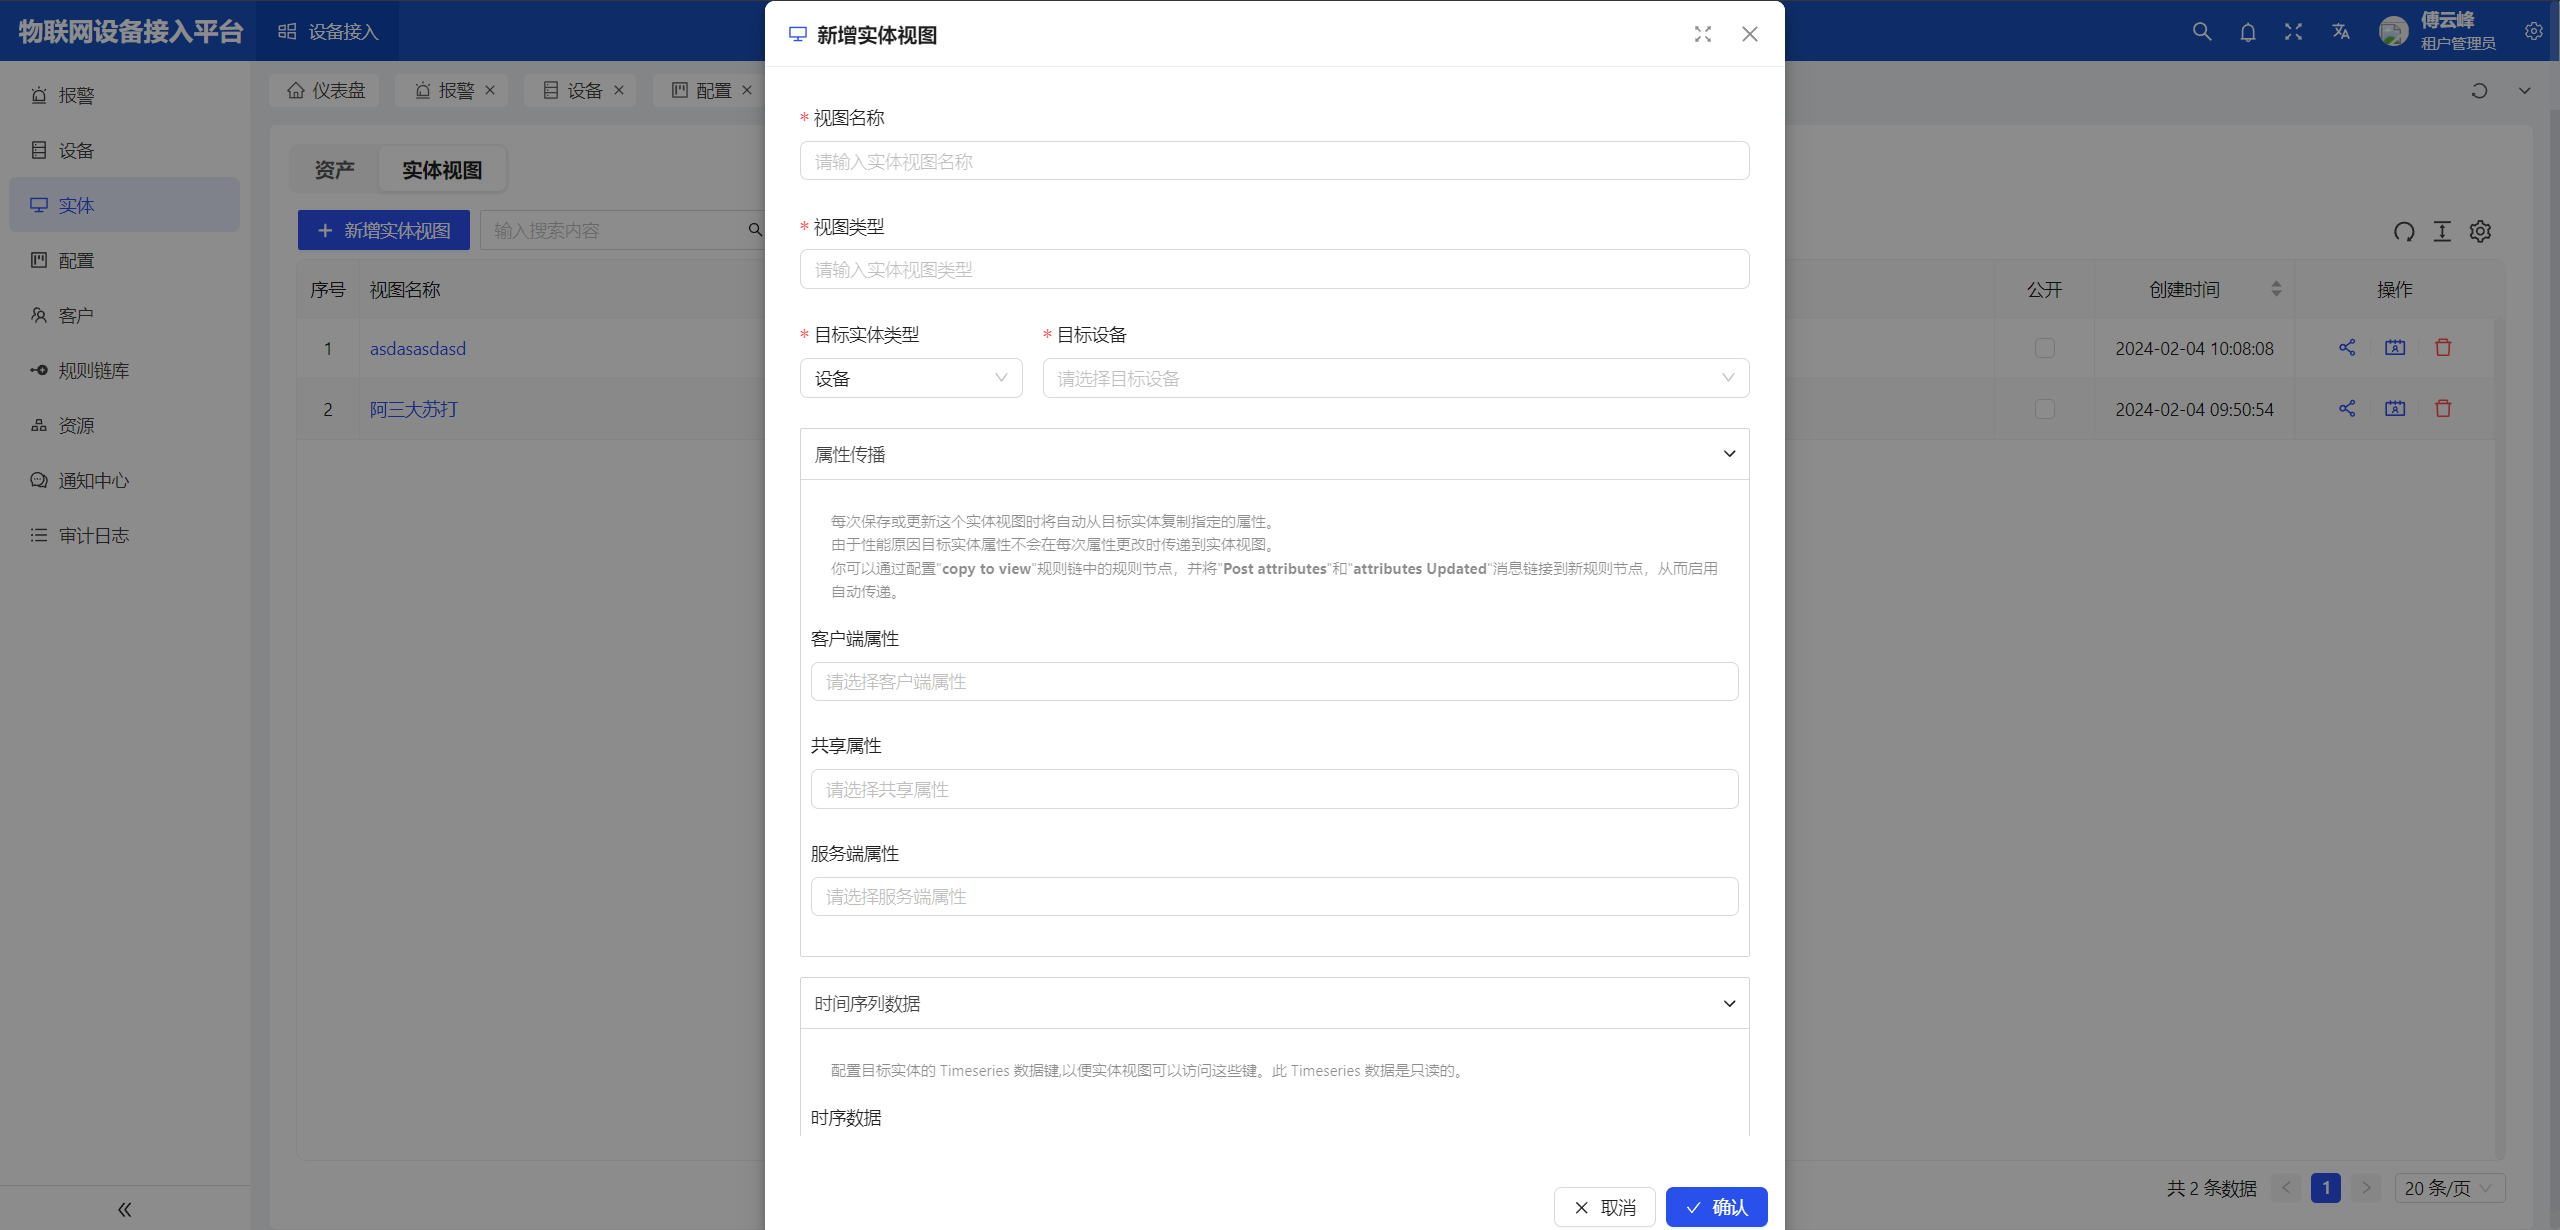 物联网设备接入平台
设备接入
傅云峰
租户管理员
报警
设备
实体
配置
客户
规则链库
资源
通知中心
审计日志
仪表盘
报警
设备
配置
资产
实体视图
新增实体视图
输入搜索内容
序号
视图名称
公开
创建时间
操作
1
asdasasdasd
2024-02-04 10:08:08
2
阿三大苏打
2024-02-04 09:50:54
共 2 条数据
1
20 条/页
新增实体视图
* 视图名称
请输入实体视图名称
* 视图类型
请输入实体视图类型
* 目标实体类型
* 目标设备
设备
请选择目标设备
属性传播
每次保存或更新这个实体视图时将自动从目标实体复制指定的属性。
由于性能原因目标实体属性不会在每次属性更改时传递到实体视图。
你可以通过配置"copy to view"规则链中的规则节点，并将"Post attributes"和"attributes Updated"消息链接到新规则节点，从而启用
自动传递。
客户端属性
请选择客户端属性
共享属性
请选择共享属性
服务端属性
请选择服务端属性
时间序列数据
配置目标实体的 Timeseries 数据键,以便实体视图可以访问这些键。此 Timeseries 数据是只读的。
时序数据
取消
确认